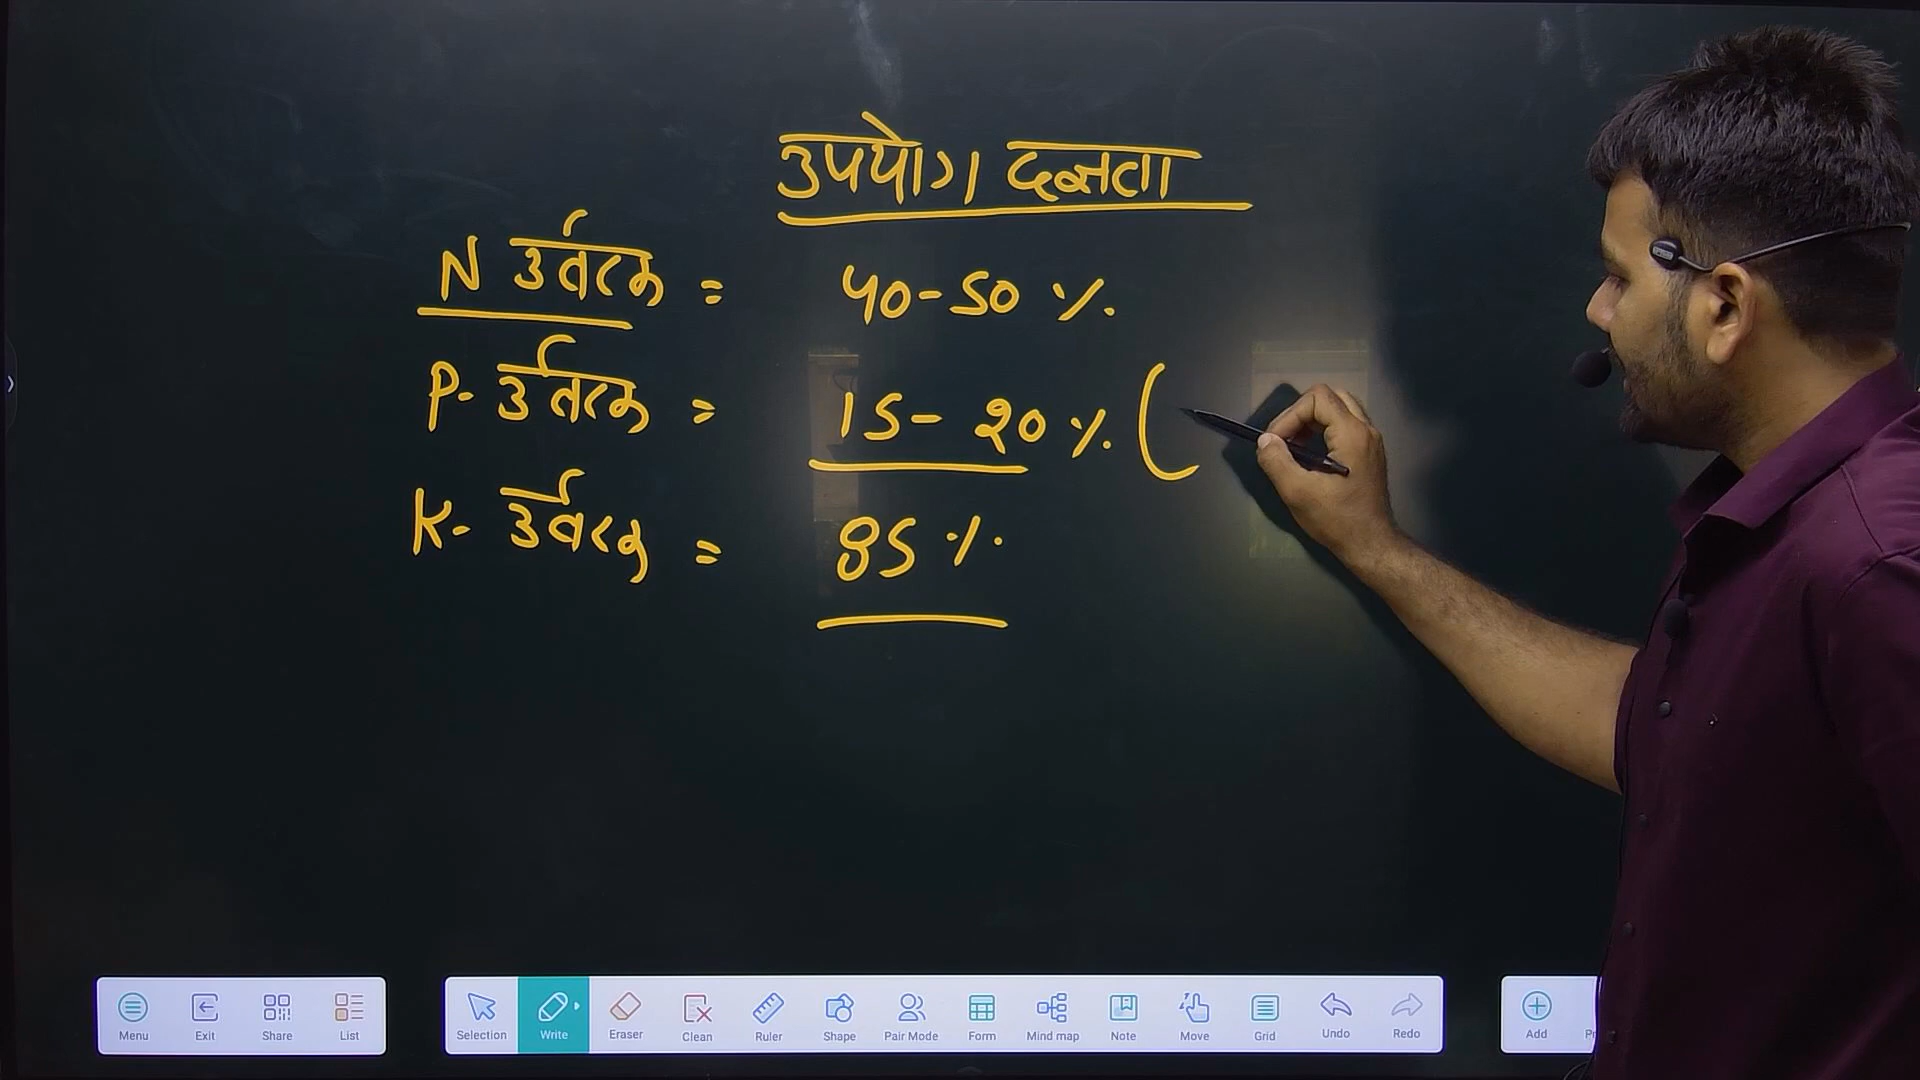 उपयोग दक्षता
N उर्वरक = 40-50 %
P- उर्वरक = 15- 20 % (
K- उर्वरक = 85 %
Menu Exit Share List Selection Write Eraser Clean Ruler Shape Pair Mode Form Mind map Note Move Grid Undo Redo Add